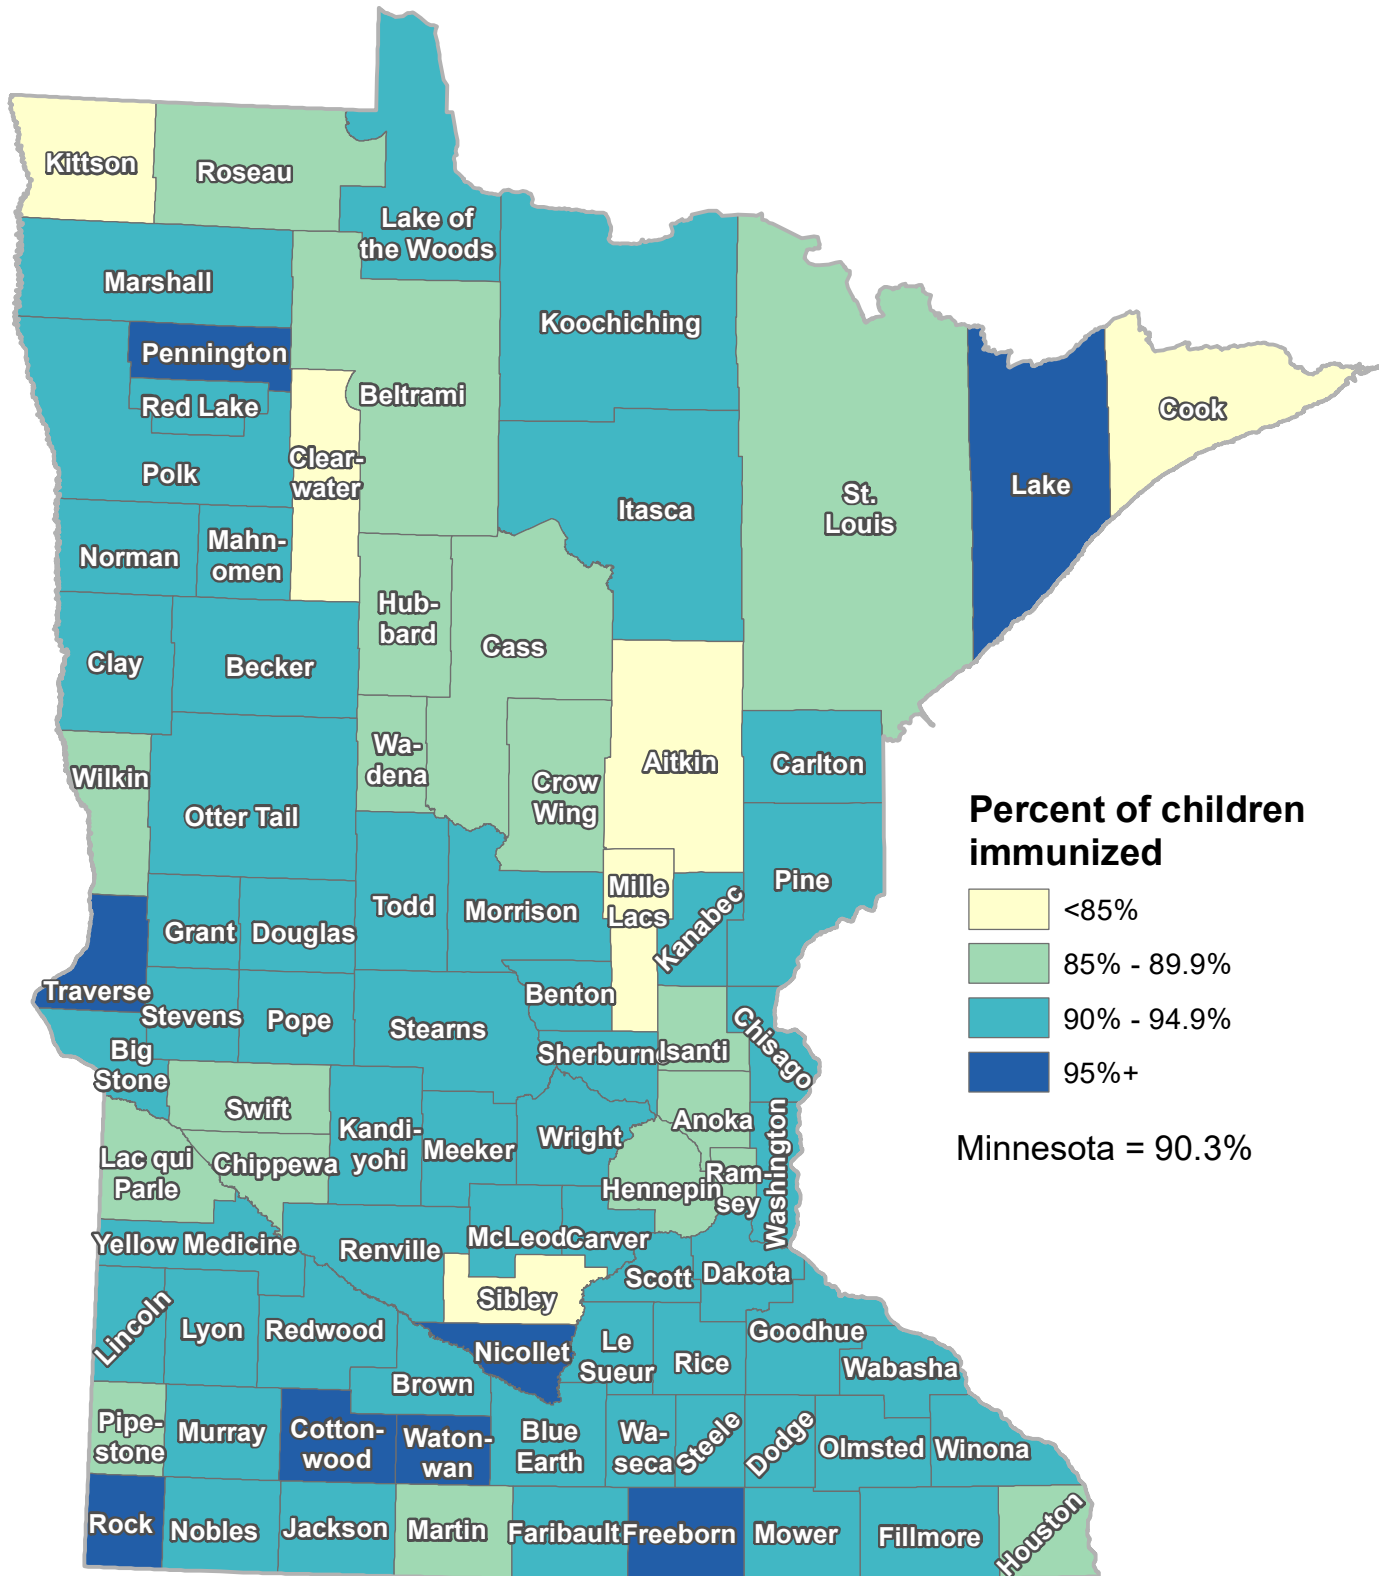 Kittson
Roseau
Lake of
the Woods
Marshall
Koochiching
Pennington
Beltrami
Red Lake
Cook
Clear-
water
Polk
Lake
St.
Louis
Itasca
Norman
Mahn-
omen
Hub-
bard
Cass
Clay
Becker
Wa-
dena
Aitkin
Carlton
Wilkin
Crow
Wing
Otter Tail
Percent of children
immunized
<85%
85% - 89.9%
90% - 94.9%
95%+
Minnesota = 90.3%
Pine
Mille
Lacs
Kanabec
Todd
Morrison
Grant
Douglas
Traverse
Stevens
Pope
Stearns
Benton
Big
Stone
Sherburne
Isanti
Chisago
Swift
Kandi-
yohi
Meeker
Wright
Anoka
Washington
Lac qui
Parle
Chippewa
Hennepin
Ram-
sey
Yellow Medicine
Renville
McLeod
Carver
Scott
Dakota
Sibley
Lincoln
Lyon
Redwood
Nicollet
Le
Sueur
Rice
Goodhue
Wabasha
Brown
Pipe-
stone
Murray
Cotton-
wood
Waton-
wan
Blue
Earth
Wa-
seca
Steele
Dodge
Olmsted
Winona
Rock
Nobles
Jackson
Martin
Faribault
Freeborn
Mower
Fillmore
Houston